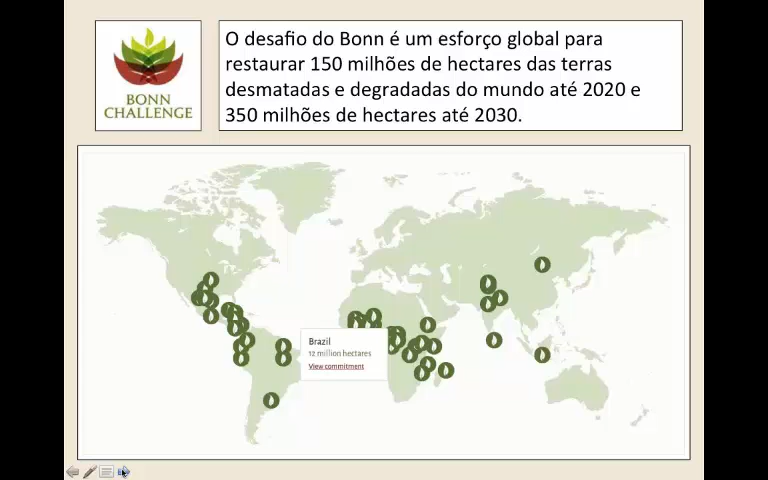 BONN
CHALLENGE
O desafio do Bonn é um esforço global para
restaurar 150 milhões de hectares das terras
desmatadas e degradadas do mundo até 2020 e
350 milhões de hectares até 2030.
Brazil
12 million hectares
View commitment